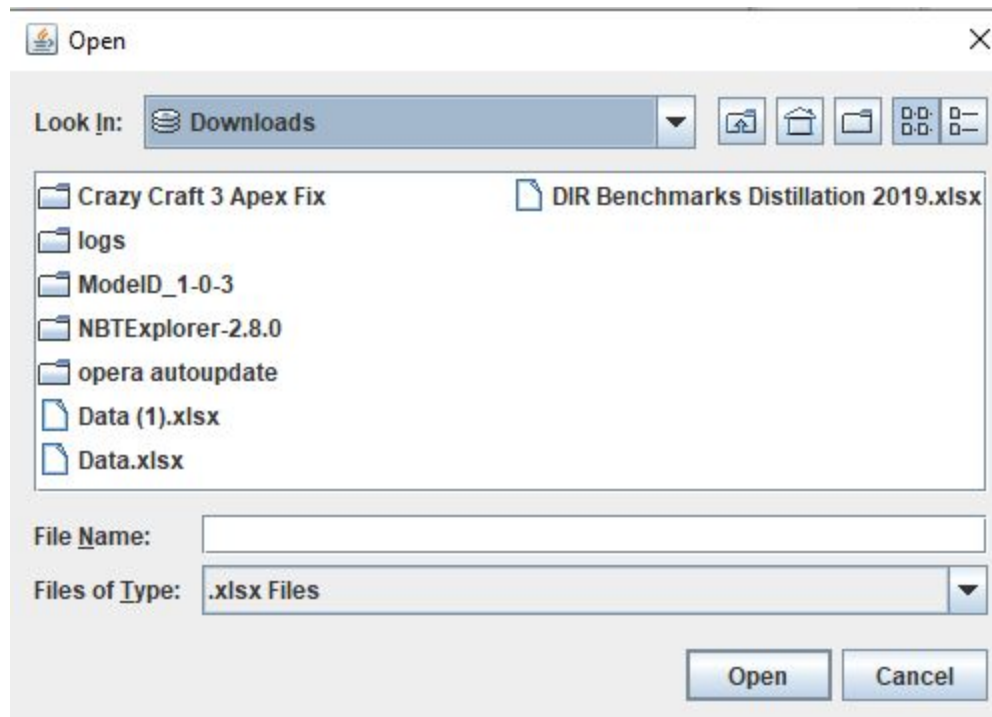 Open
Look In: Downloads
Crazy Craft 3 Apex Fix
logs
ModelD_1-0-3
NBTExplorer-2.8.0
opera autoupdate
Data (1).xlsx
Data.xlsx
DIR Benchmarks Distillation 2019.xlsx
File Name:
Files of Type: .xlsx Files
Open Cancel